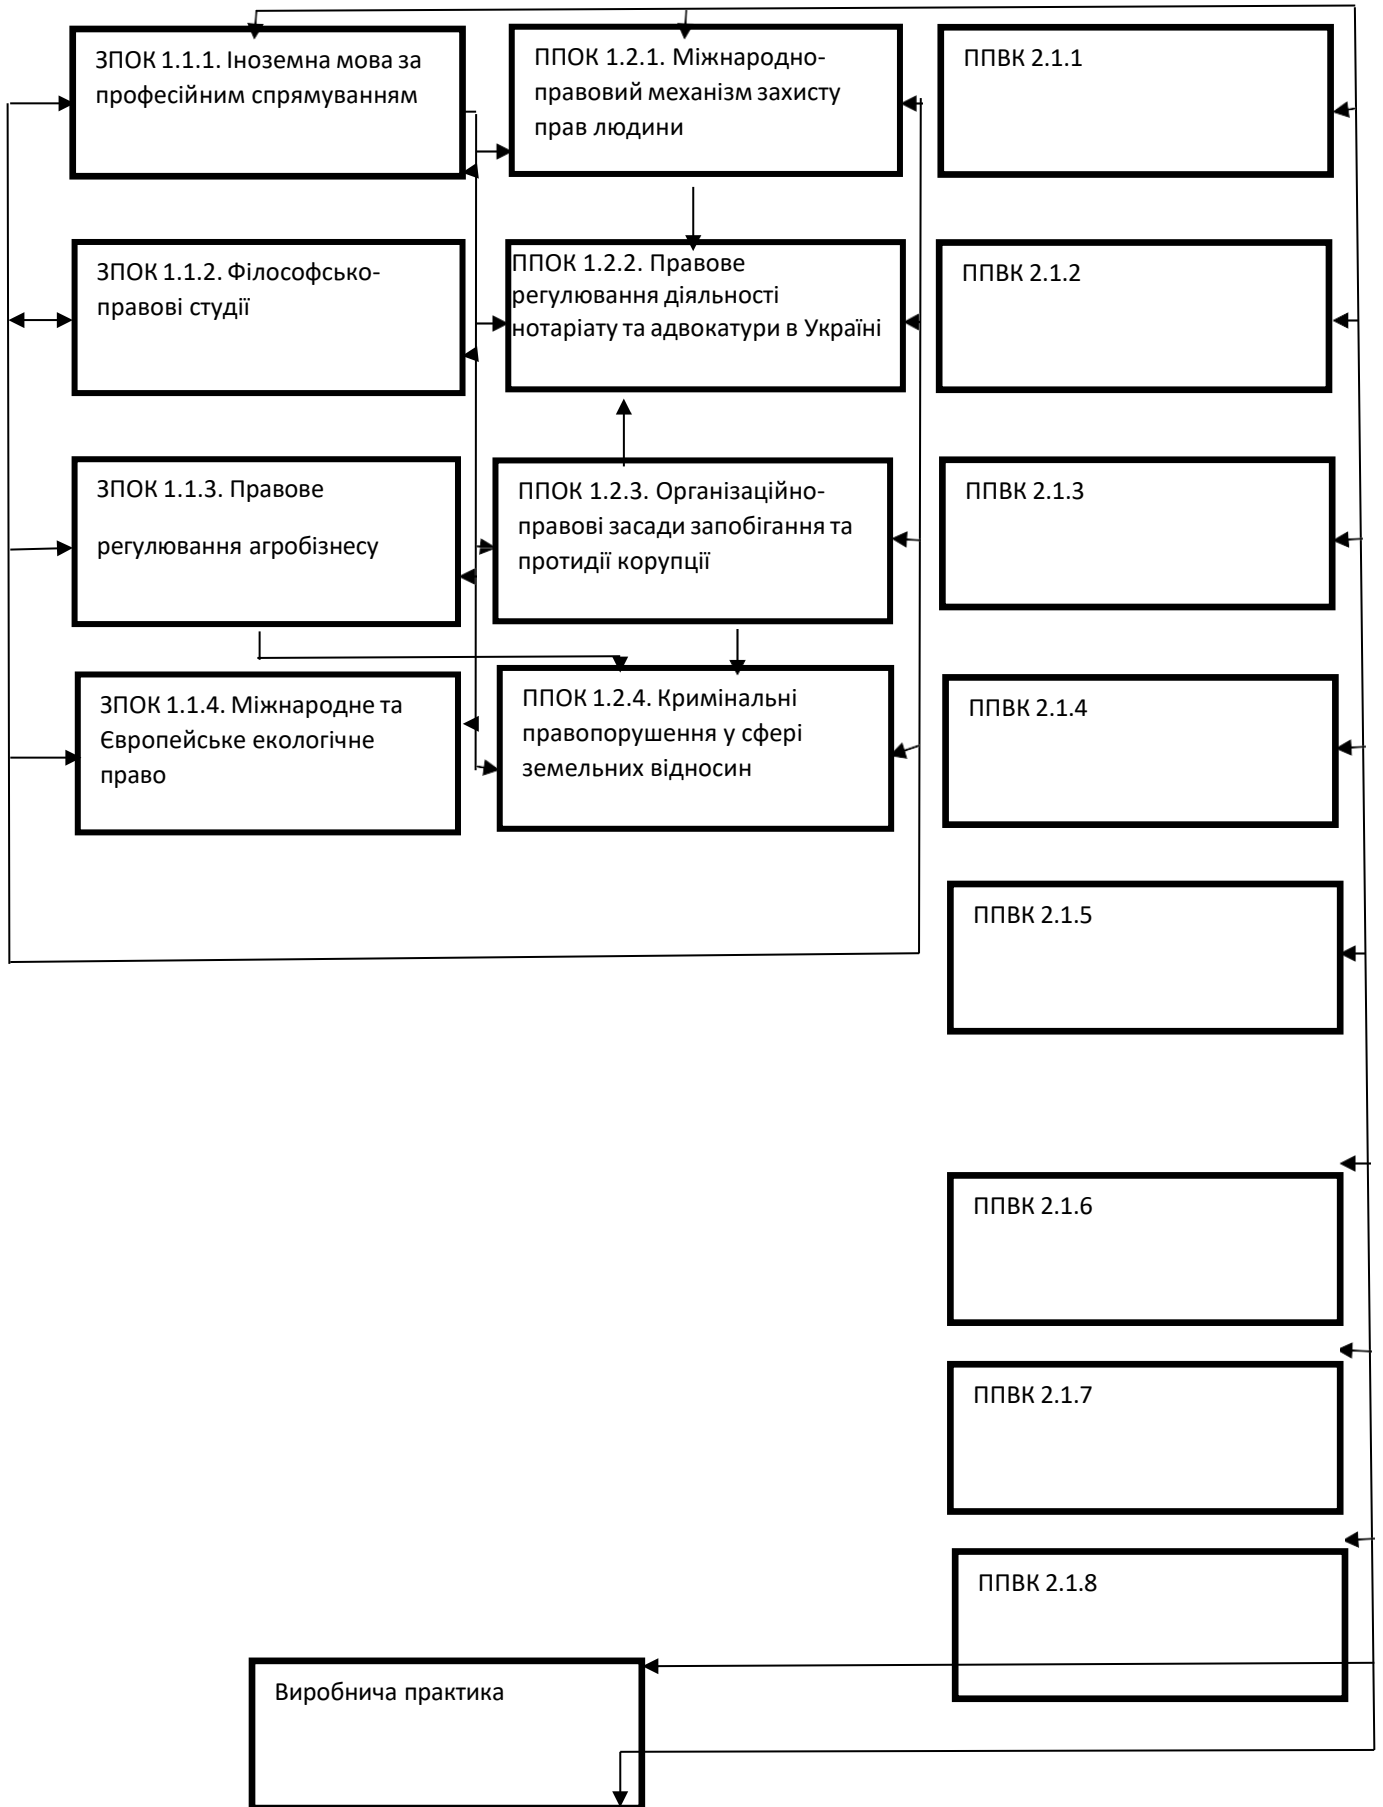 ЗПОК 1.1.1. Іноземна мова за
професійним спрямуванням
ППОК 1.2.1. Міжнародно-
правовий механізм захисту
прав людини
ППВК 2.1.1
ЗПОК 1.1.2. Філософсько-
правові студії
ППОК 1.2.2. Правове
регулювання діяльності
нотаріату та адвокатури в Україні
ППВК 2.1.2
ЗПОК 1.1.3. Правове
регулювання агробізнесу
ППОК 1.2.3. Організаційно-
правові засади запобігання та
протидії корупції
ППВК 2.1.3
ЗПОК 1.1.4. Міжнародне та
Європейське екологічне
право
ППОК 1.2.4. Кримінальні
правопорушення у сфері
земельних відносин
ППВК 2.1.4
ППВК 2.1.5
ППВК 2.1.6
ППВК 2.1.7
ППВК 2.1.8
Виробнича практика